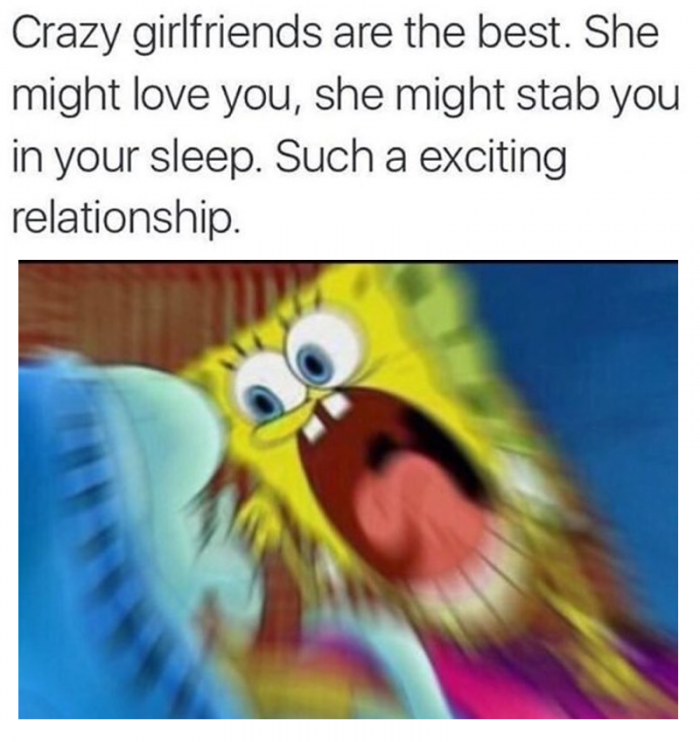 Crazy girlfriends are the best. She
might love you, she might stab you
in your sleep. Such a exciting
relationship.